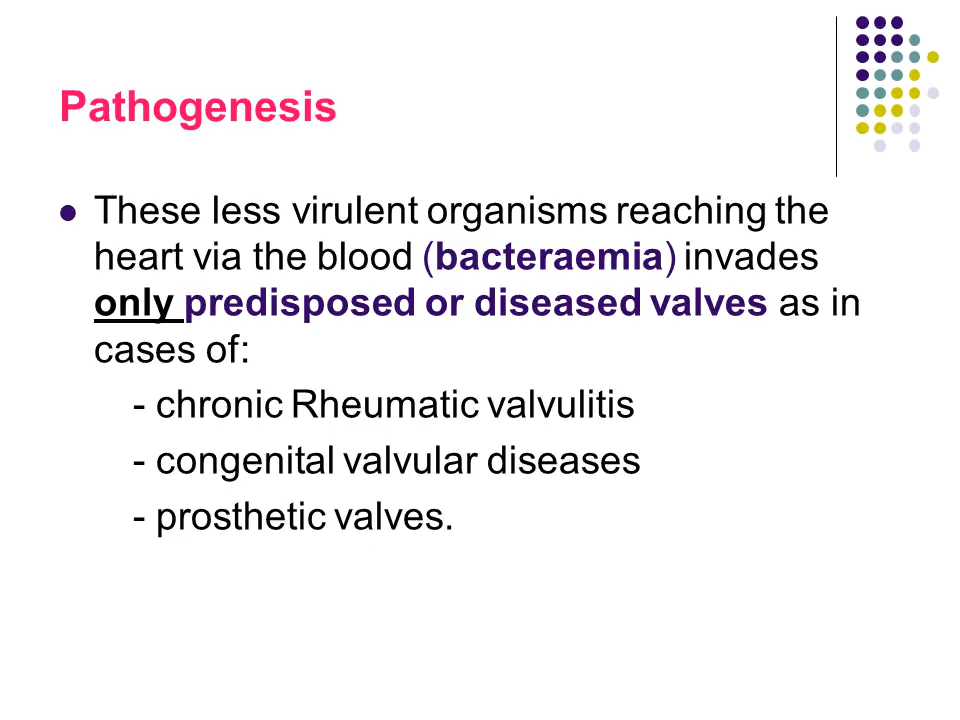 Pathogenesis
These less virulent organisms reaching the
heart via the blood (bacteraemia) invades
only predisposed or diseased valves as in
cases of:
- chronic Rheumatic valvulitis
- congenital valvular diseases
- prosthetic valves.